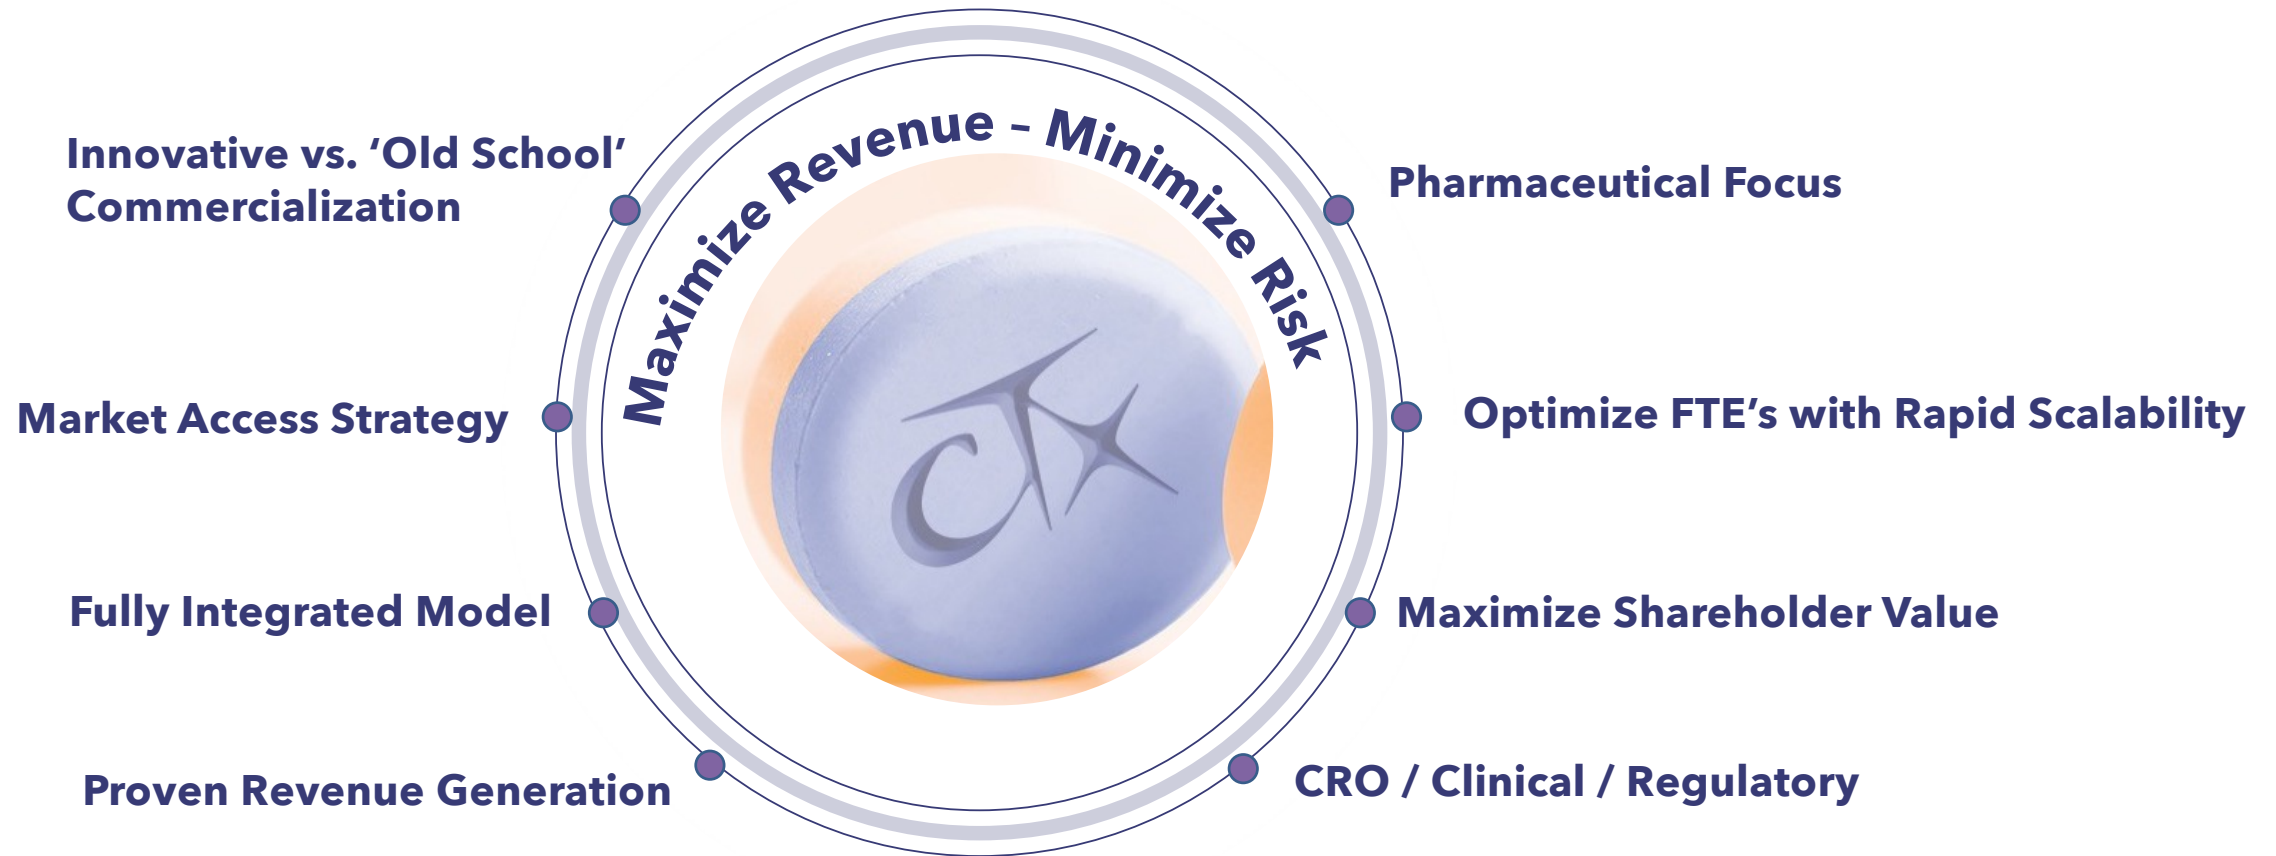 Maximize Revenue – Minimize Risk
Innovative vs. ‘Old School’
Commercialization
Market Access Strategy
Fully Integrated Model
Proven Revenue Generation
Pharmaceutical Focus
Optimize FTE’s with Rapid Scalability
Maximize Shareholder Value
CRO / Clinical / Regulatory
CTx